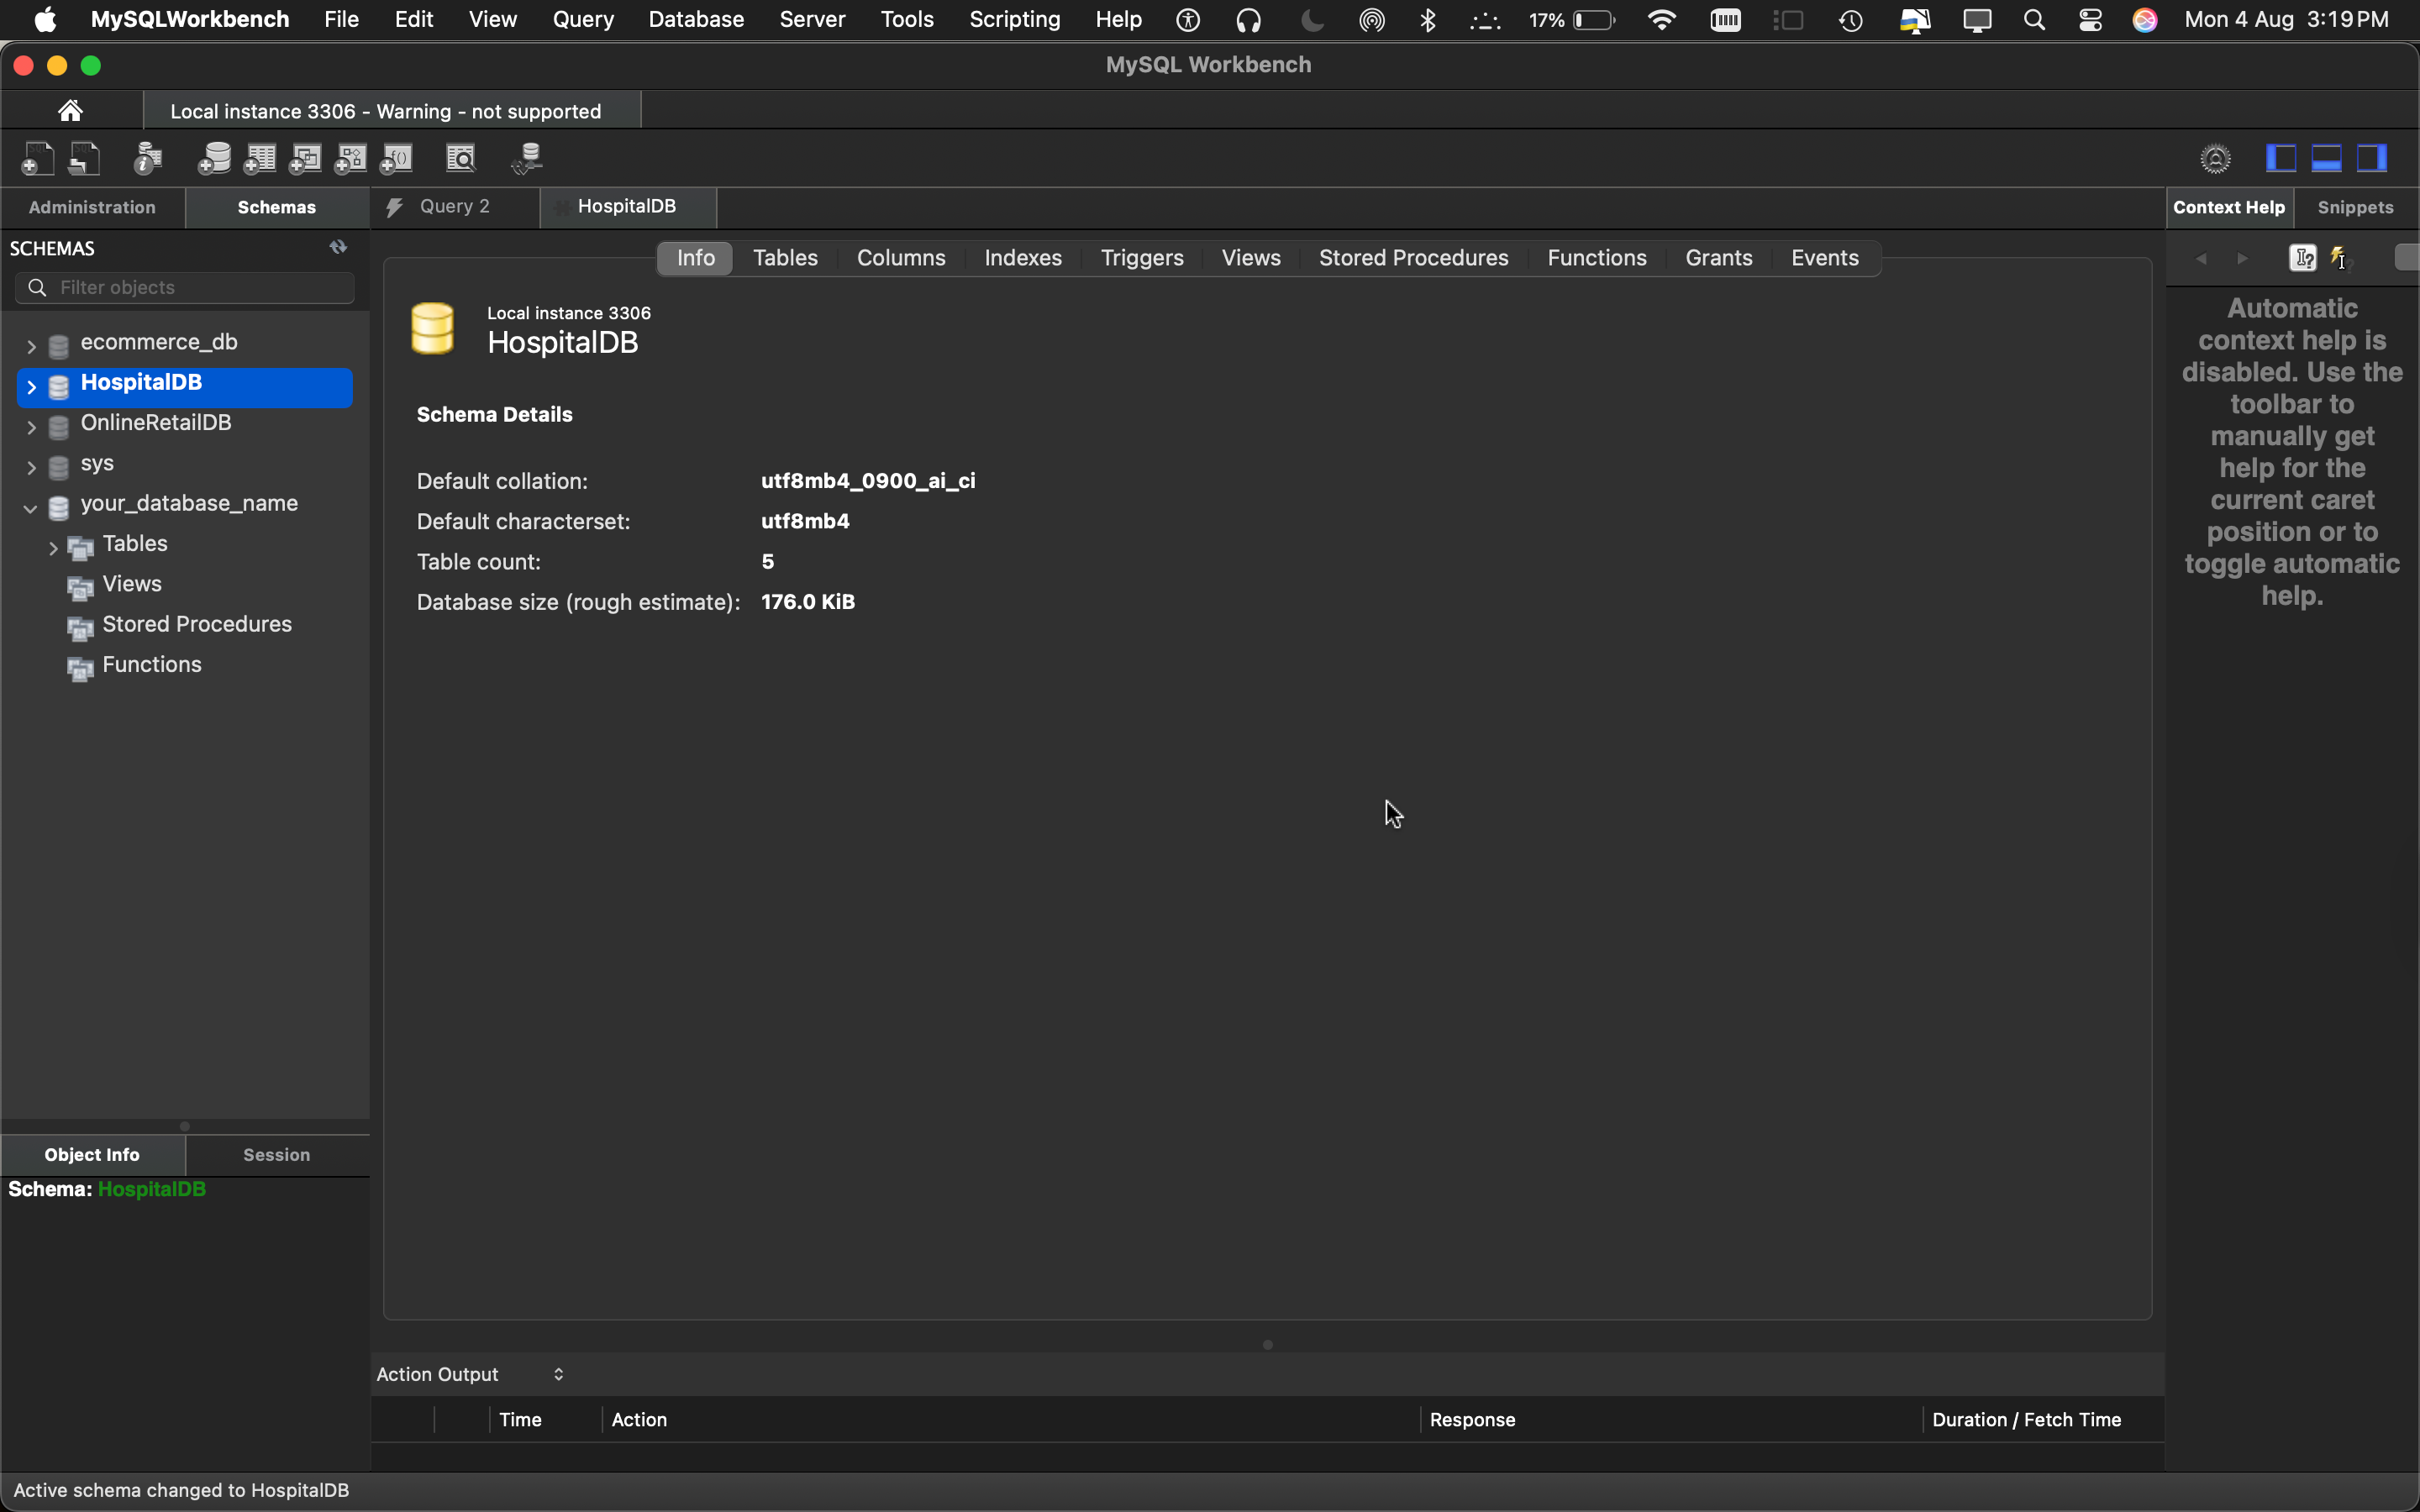 MySQLWorkbench File Edit View Query Database Server Tools Scripting Help 17% Mon 4 Aug 3:19 PM
MySQL Workbench
Local instance 3306 - Warning - not supported
Administration Schemas Query 2 HospitalDB Context Help Snippets
SCHEMAS
Filter objects
Info Tables Columns Indexes Triggers Views Stored Procedures Functions Grants Events
ecommerce_db
HospitalDB
OnlineRetailDB
sys
your_database_name
Tables
Views
Stored Procedures
Functions
Local instance 3306
HospitalDB
Schema Details
Default collation: utf8mb4_0900_ai_ci
Default characterset: utf8mb4
Table count: 5
Database size (rough estimate): 176.0 KiB
Automatic
context help is
disabled. Use the
toolbar to
manually get
help for the
current caret
position or to
toggle automatic
help.
Object Info Session
Schema: HospitalDB
Action Output
Time Action Response Duration / Fetch Time
Active schema changed to HospitalDB